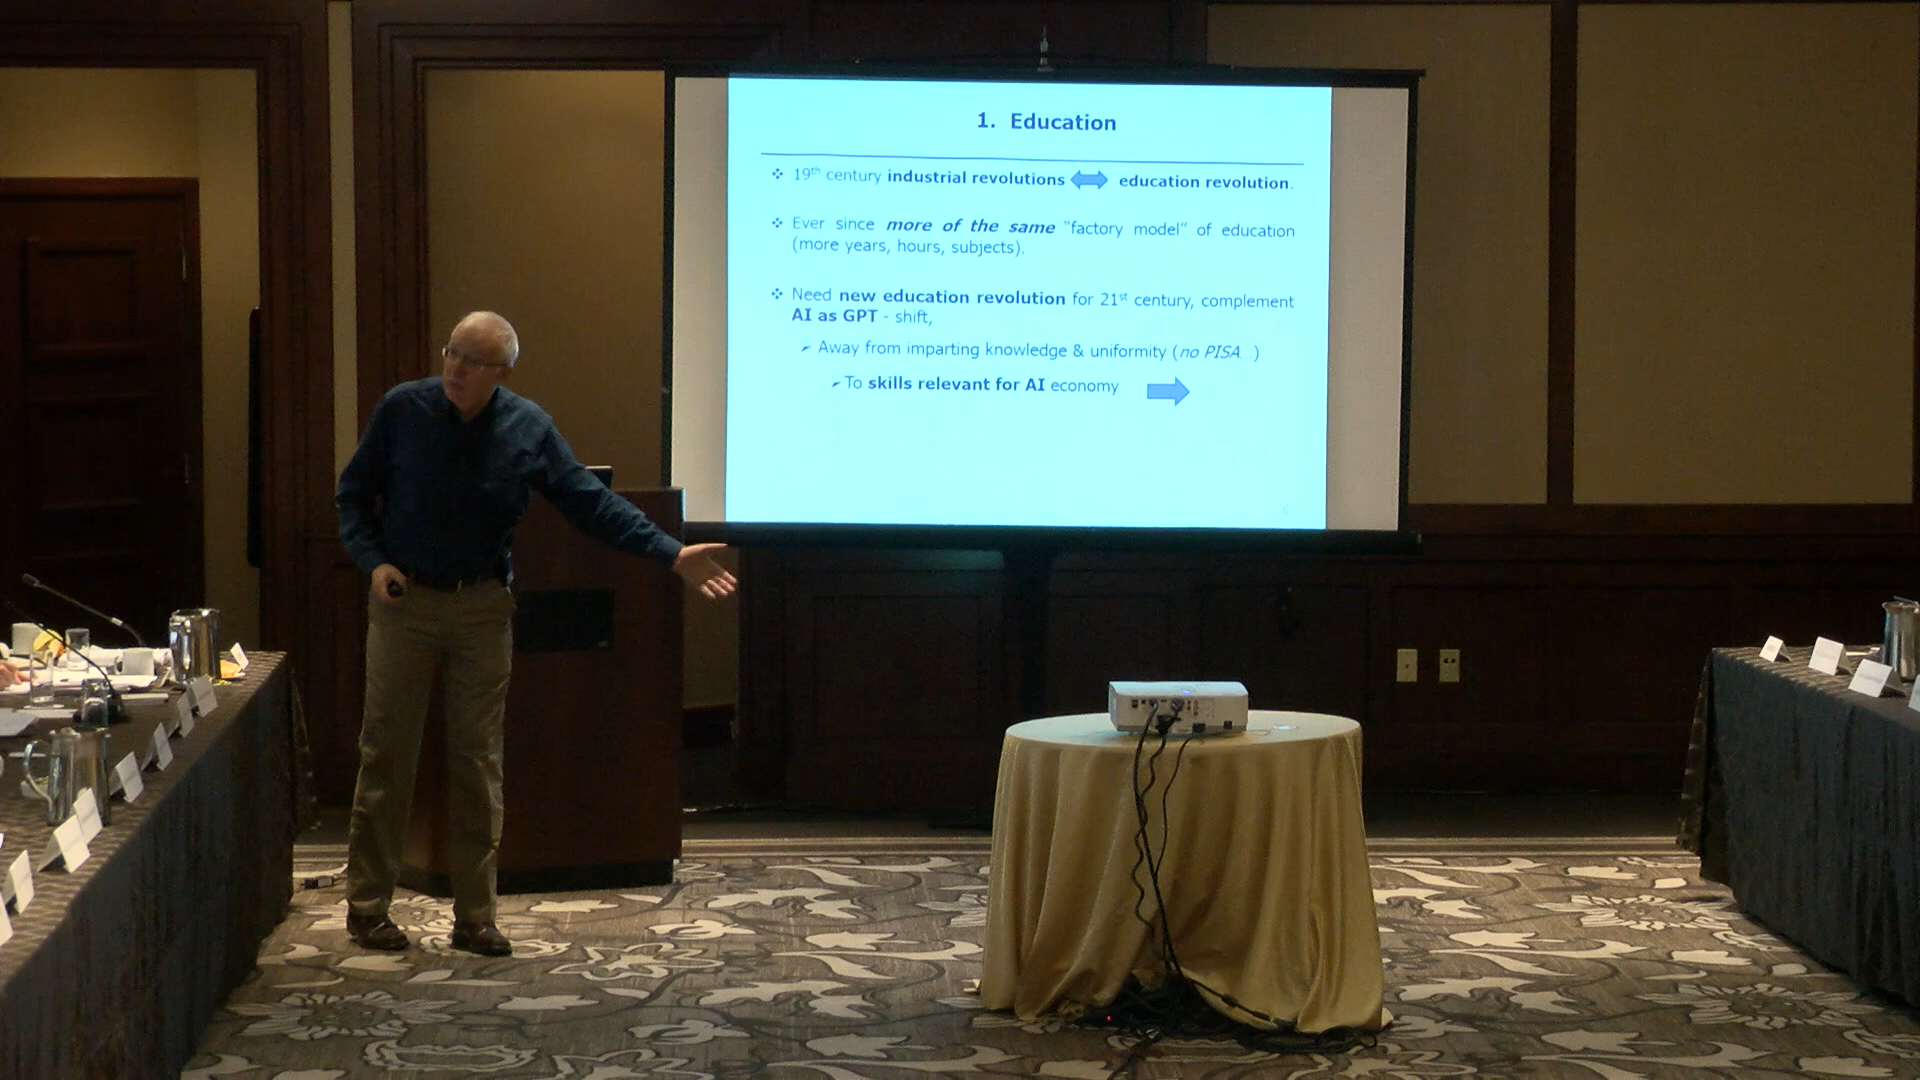 1. Education
❖ 19th century industrial revolutions ⟺ education revolution.
❖ Ever since more of the same “factory model” of education
(more years, hours, subjects).
❖ Need new education revolution for 21st century, complement
AI as GPT - shift,
➢ Away from imparting knowledge & uniformity (no PISA…)
➢ To skills relevant for AI economy
6